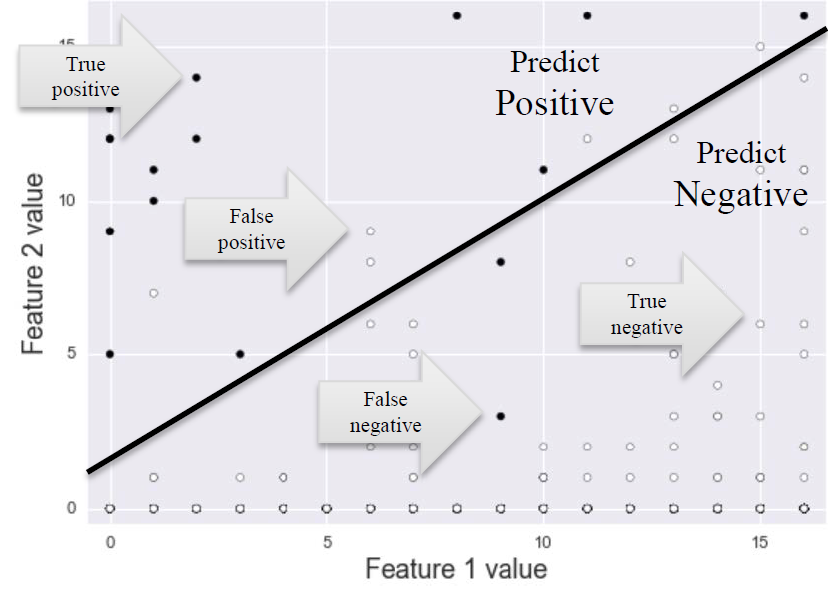 15
True
positive
Predict
Positive
Predict
Negative
10
False
positive
True
negative
5
False
negative
0
0
5
10
15
Feature 2 value
Feature 1 value